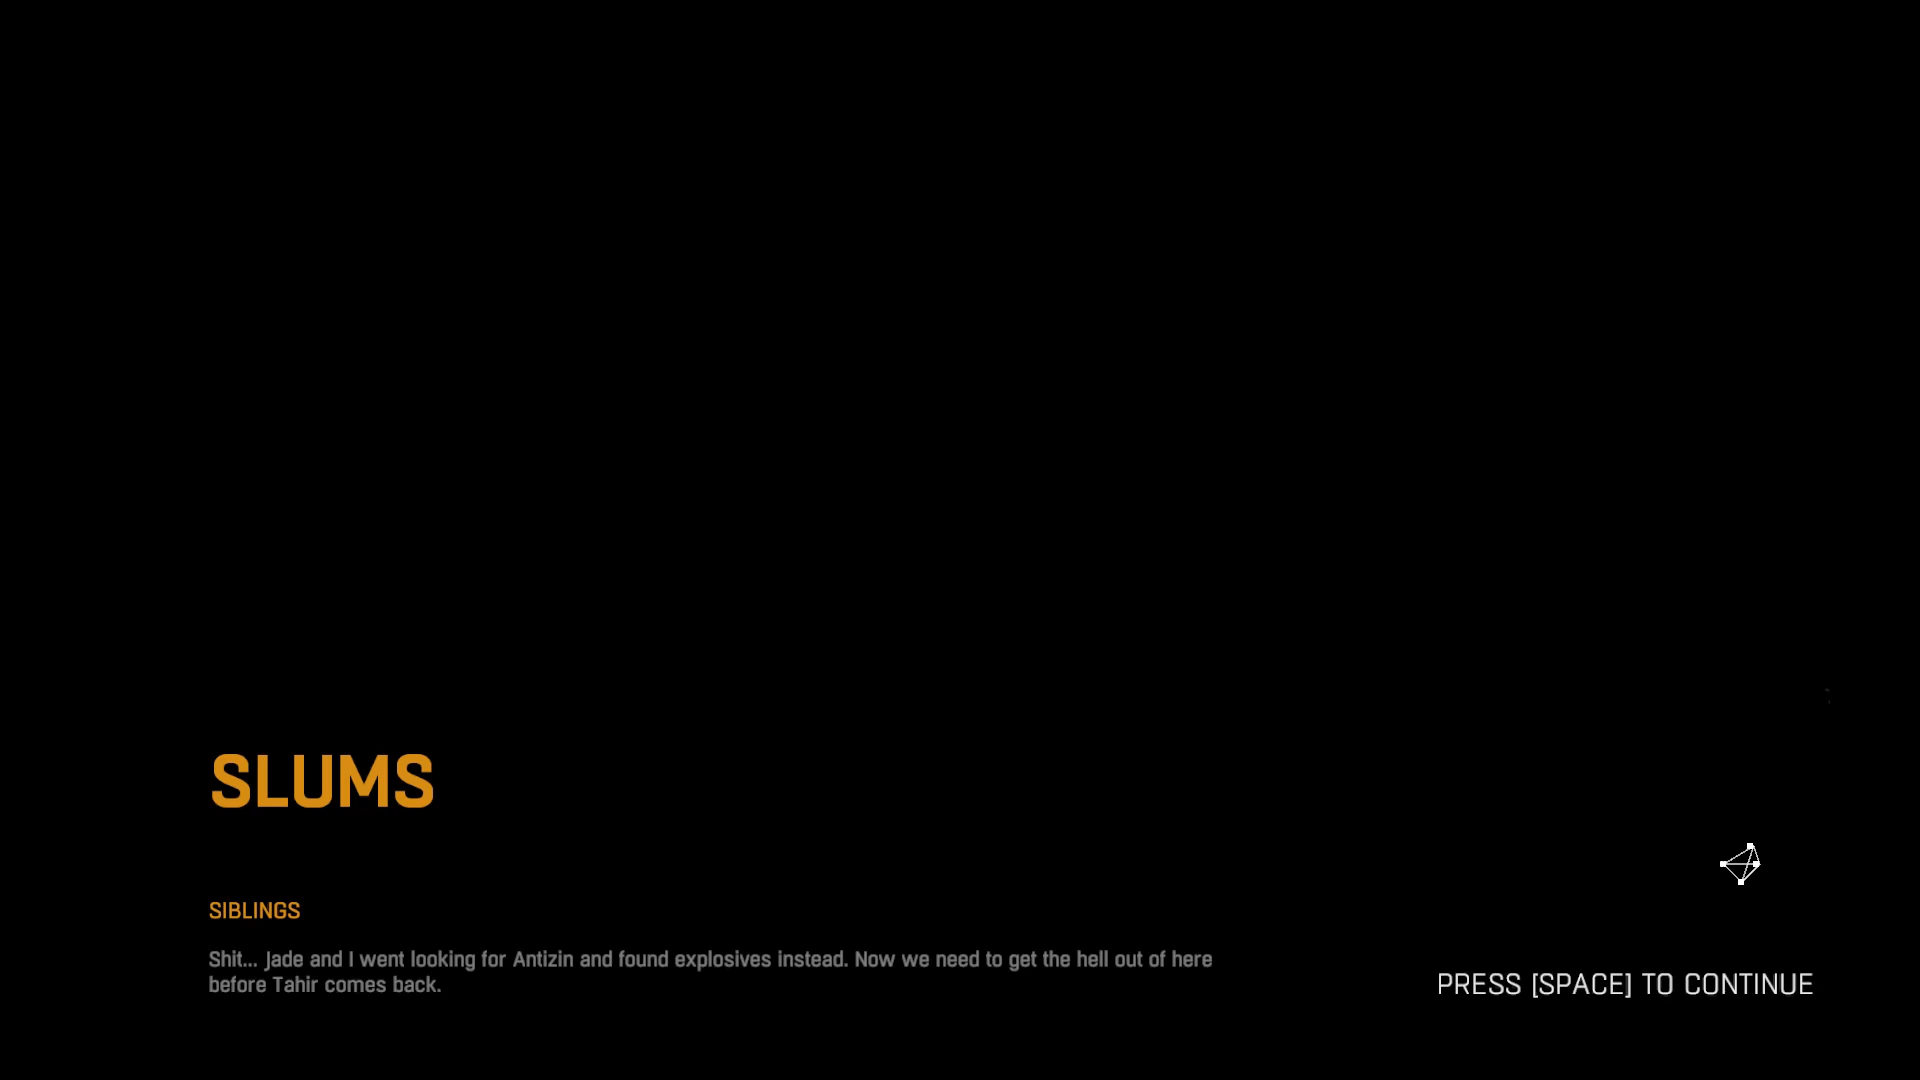 SLUMS
SIBLINGS
Shit... Jade and I went looking for Antizin and found explosives instead. Now we need to get the hell out of here
before Tahir comes back.
PRESS [SPACE] TO CONTINUE